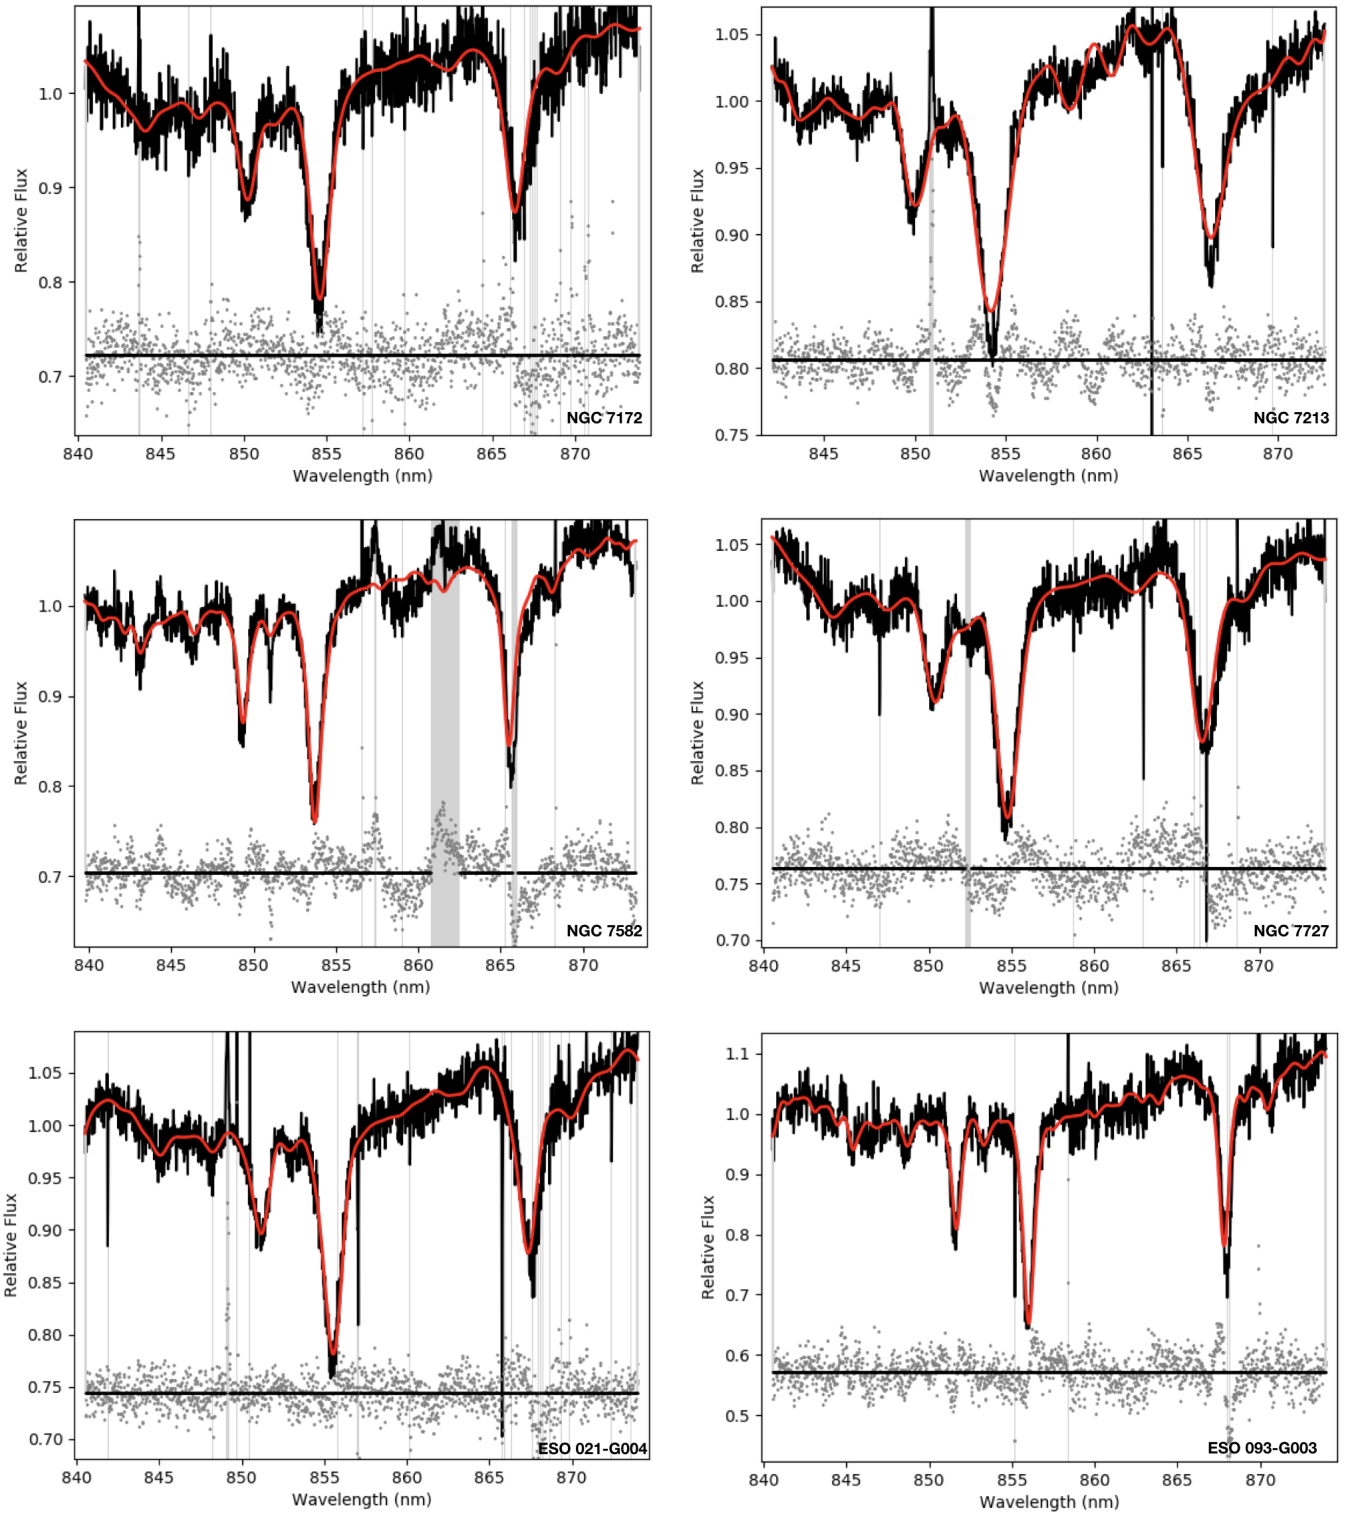 1.0
0.9
0.8
0.7
Relative Flux
NGC 7172
840 845 850 855 860 865 870
Wavelength (nm)
1.05
1.00
0.95
0.90
0.85
0.80
0.75
Relative Flux
NGC 7213
845 850 855 860 865 870
Wavelength (nm)
1.0
0.9
0.8
0.7
Relative Flux
NGC 7582
840 845 850 855 860 865 870
Wavelength (nm)
1.05
1.00
0.95
0.90
0.85
0.80
0.75
0.70
Relative Flux
NGC 7727
840 845 850 855 860 865 870
Wavelength (nm)
1.05
1.00
0.95
0.90
0.85
0.80
0.75
0.70
Relative Flux
ESO 021-G004
840 845 850 855 860 865 870
Wavelength (nm)
1.1
1.0
0.9
0.8
0.7
0.6
0.5
Relative Flux
ESO 093-G003
840 845 850 855 860 865 870
Wavelength (nm)